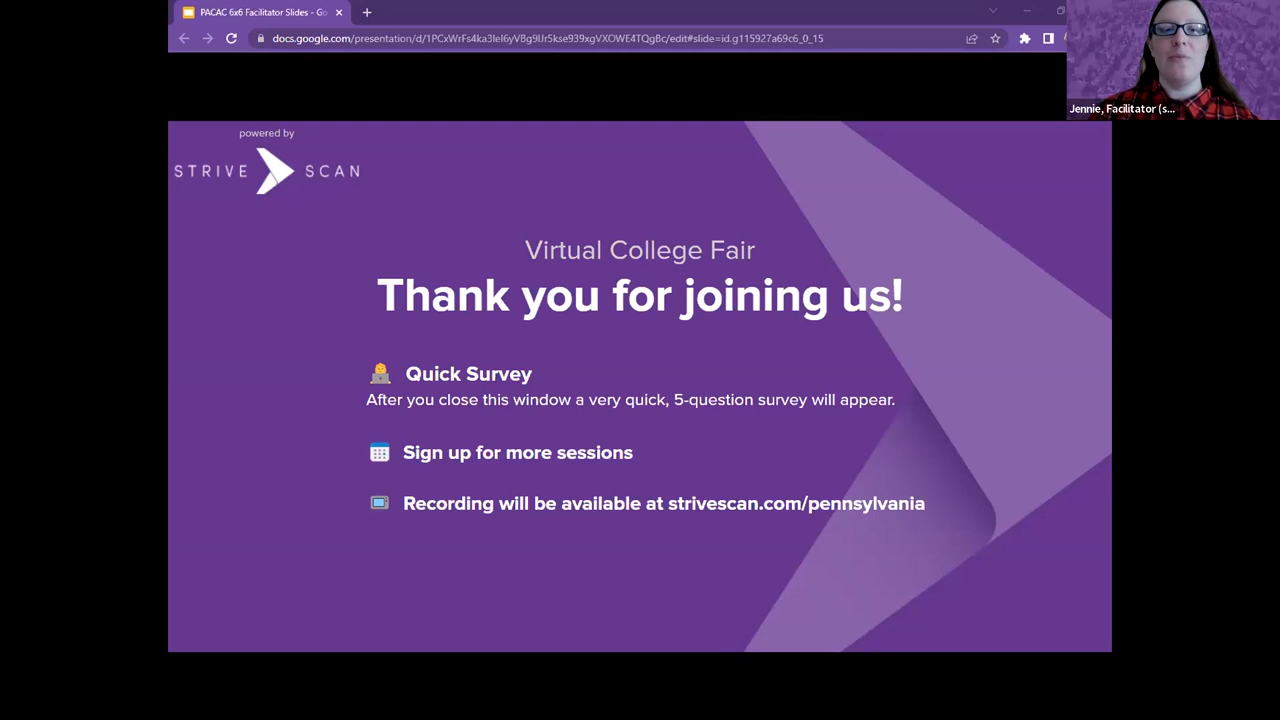 PACAC 6x6 Facilitator Slides - Go
docs.google.com/presentation/d/1PCxWrFs4ka3leI6yVBg9Ur5kse939xgVXOWE4TQgBc/edit#slide=id.g115927a69c6_0_15
Jennie, Facilitator (s...
powered by
STRIVE SCAN
Virtual College Fair
Thank you for joining us!
Quick Survey
After you close this window a very quick, 5-question survey will appear.
Sign up for more sessions
Recording will be available at strivescan.com/pennsylvania